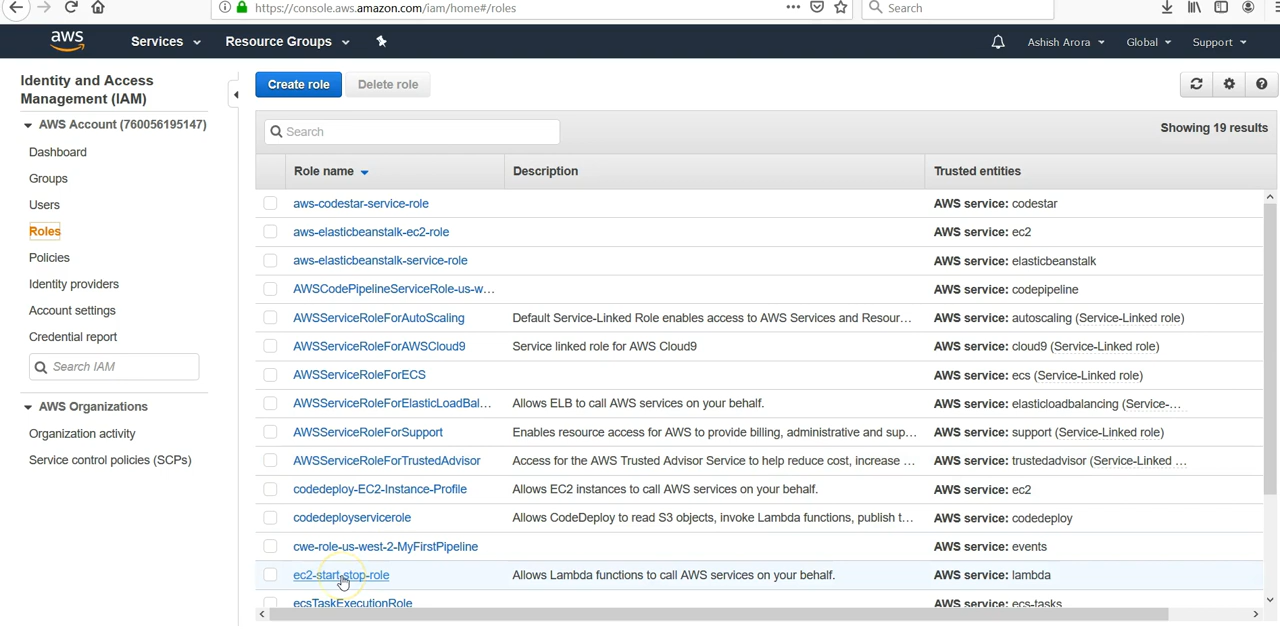 https://console.aws.amazon.com/iam/home#/roles
Search
aws
Services
Resource Groups
Ashish Arora
Global
Support
Identity and Access
Management (IAM)
AWS Account (760056195147)
Dashboard
Groups
Users
Roles
Policies
Identity providers
Account settings
Credential report
Search IAM
AWS Organizations
Organization activity
Service control policies (SCPs)
Create role
Delete role
Search
Showing 19 results
Role name
Description
Trusted entities
aws-codestar-service-role
AWS service: codestar
aws-elasticbeanstalk-ec2-role
AWS service: ec2
aws-elasticbeanstalk-service-role
AWS service: elasticbeanstalk
AWSCodePipelineServiceRole-us-w...
AWS service: codepipeline
AWSServiceRoleForAutoScaling
Default Service-Linked Role enables access to AWS Services and Resour...
AWS service: autoscaling (Service-Linked role)
AWSServiceRoleForAWSCloud9
Service linked role for AWS Cloud9
AWS service: cloud9 (Service-Linked role)
AWSServiceRoleForECS
AWS service: ecs (Service-Linked role)
AWSServiceRoleForElasticLoadBal...
Allows ELB to call AWS services on your behalf.
AWS service: elasticloadbalancing (Service-...
AWSServiceRoleForSupport
Enables resource access for AWS to provide billing, administrative and sup...
AWS service: support (Service-Linked role)
AWSServiceRoleForTrustedAdvisor
Access for the AWS Trusted Advisor Service to help reduce cost, increase ...
AWS service: trustedadvisor (Service-Linked ...
codedeploy-EC2-Instance-Profile
Allows EC2 instances to call AWS services on your behalf.
AWS service: ec2
codedeployservicerole
Allows CodeDeploy to read S3 objects, invoke Lambda functions, publish t...
AWS service: codedeploy
cwe-role-us-west-2-MyFirstPipeline
AWS service: events
ec2-start-stop-role
Allows Lambda functions to call AWS services on your behalf.
AWS service: lambda
ecsTaskExecutionRole
AWS service: ecs-tasks